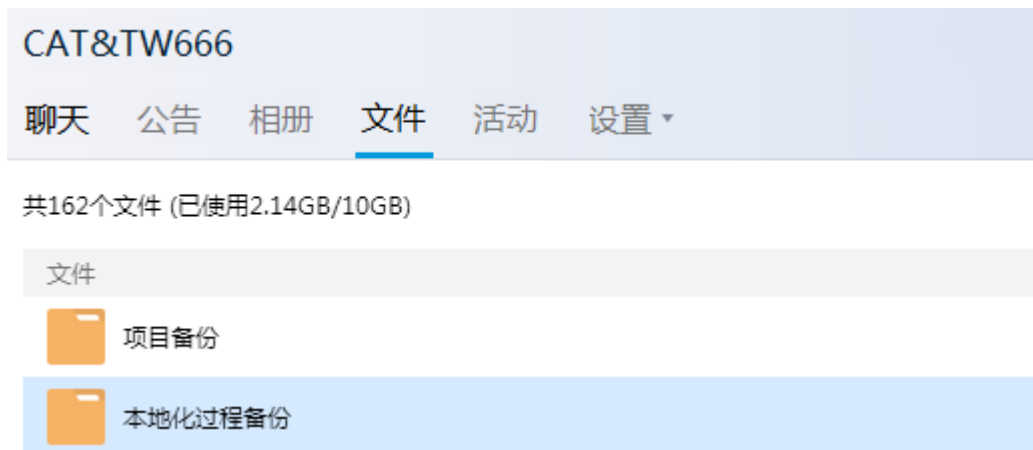 CAT&TW666
聊天 公告 相册 文件 活动 设置
共162个文件 (已使用2.14GB/10GB)
文件
项目备份
本地化过程备份